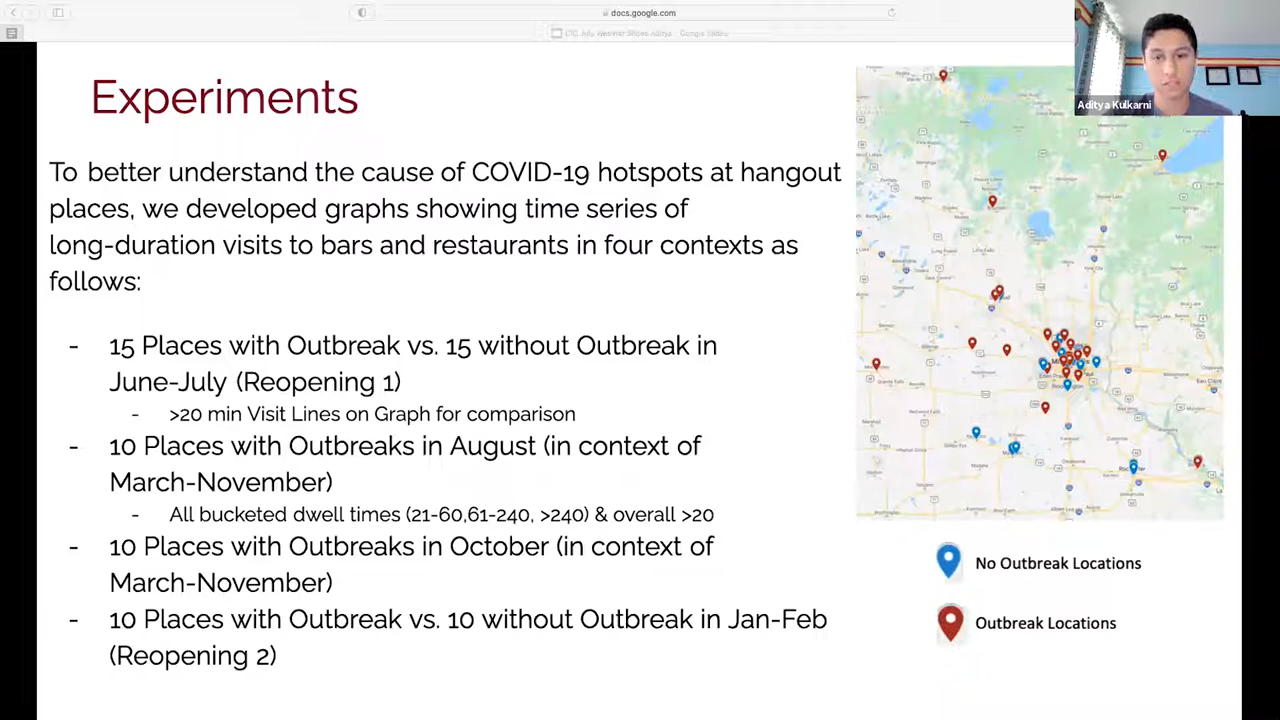 docs.google.com
Aditya Kulkarni
Experiments
To better understand the cause of COVID-19 hotspots at hangout
places, we developed graphs showing time series of
long-duration visits to bars and restaurants in four contexts as
follows:
- 15 Places with Outbreak vs. 15 without Outbreak in
June-July (Reopening 1)
- >20 min Visit Lines on Graph for comparison
- 10 Places with Outbreaks in August (in context of
March-November)
- All bucketed dwell times (21-60,61-240, >240) & overall >20
- 10 Places with Outbreaks in October (in context of
March-November)
- 10 Places with Outbreak vs. 10 without Outbreak in Jan-Feb
(Reopening 2)
No Outbreak Locations
Outbreak Locations